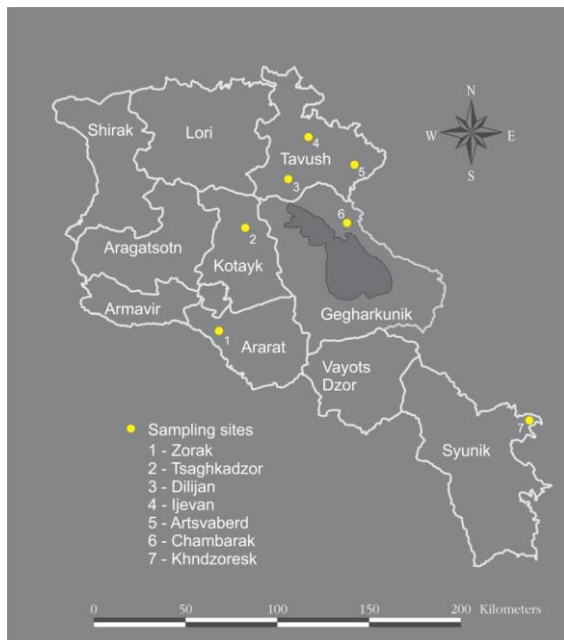 N
W E
S
Shirak
Lori
4
Tavush
5
3
6
2
Aragatsotn
Kotayk
Armavir
Gegharkunik
1
Ararat
Vayots
Dzor
7
Syunik
Sampling sites
1 - Zorak
2 - Tsaghkadzor
3 - Dilijan
4 - Ijevan
5 - Artsvaberd
6 - Chambarak
7 - Khndzoresk
0 50 100 150 200 Kilometers